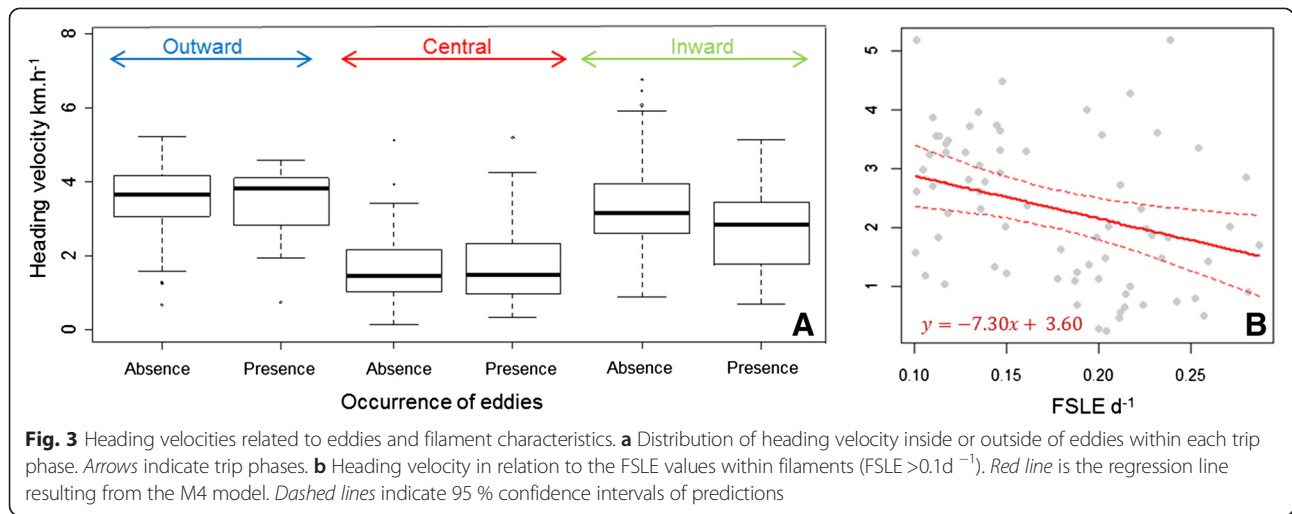 Outward Central Inward
Heading velocity km.h-1
8
6
4
2
0
A
Absence Presence Absence Presence Absence Presence
Occurrence of eddies
5
4
3
2
1
y = −7.30x + 3.60
B
0.10 0.15 0.20 0.25
FSLE d-1
Fig. 3 Heading velocities related to eddies and filament characteristics. a Distribution of heading velocity inside or outside of eddies within each trip
phase. Arrows indicate trip phases. b Heading velocity in relation to the FSLE values within filaments (FSLE >0.1d −1). Red line is the regression line
resulting from the M4 model. Dashed lines indicate 95 % confidence intervals of predictions